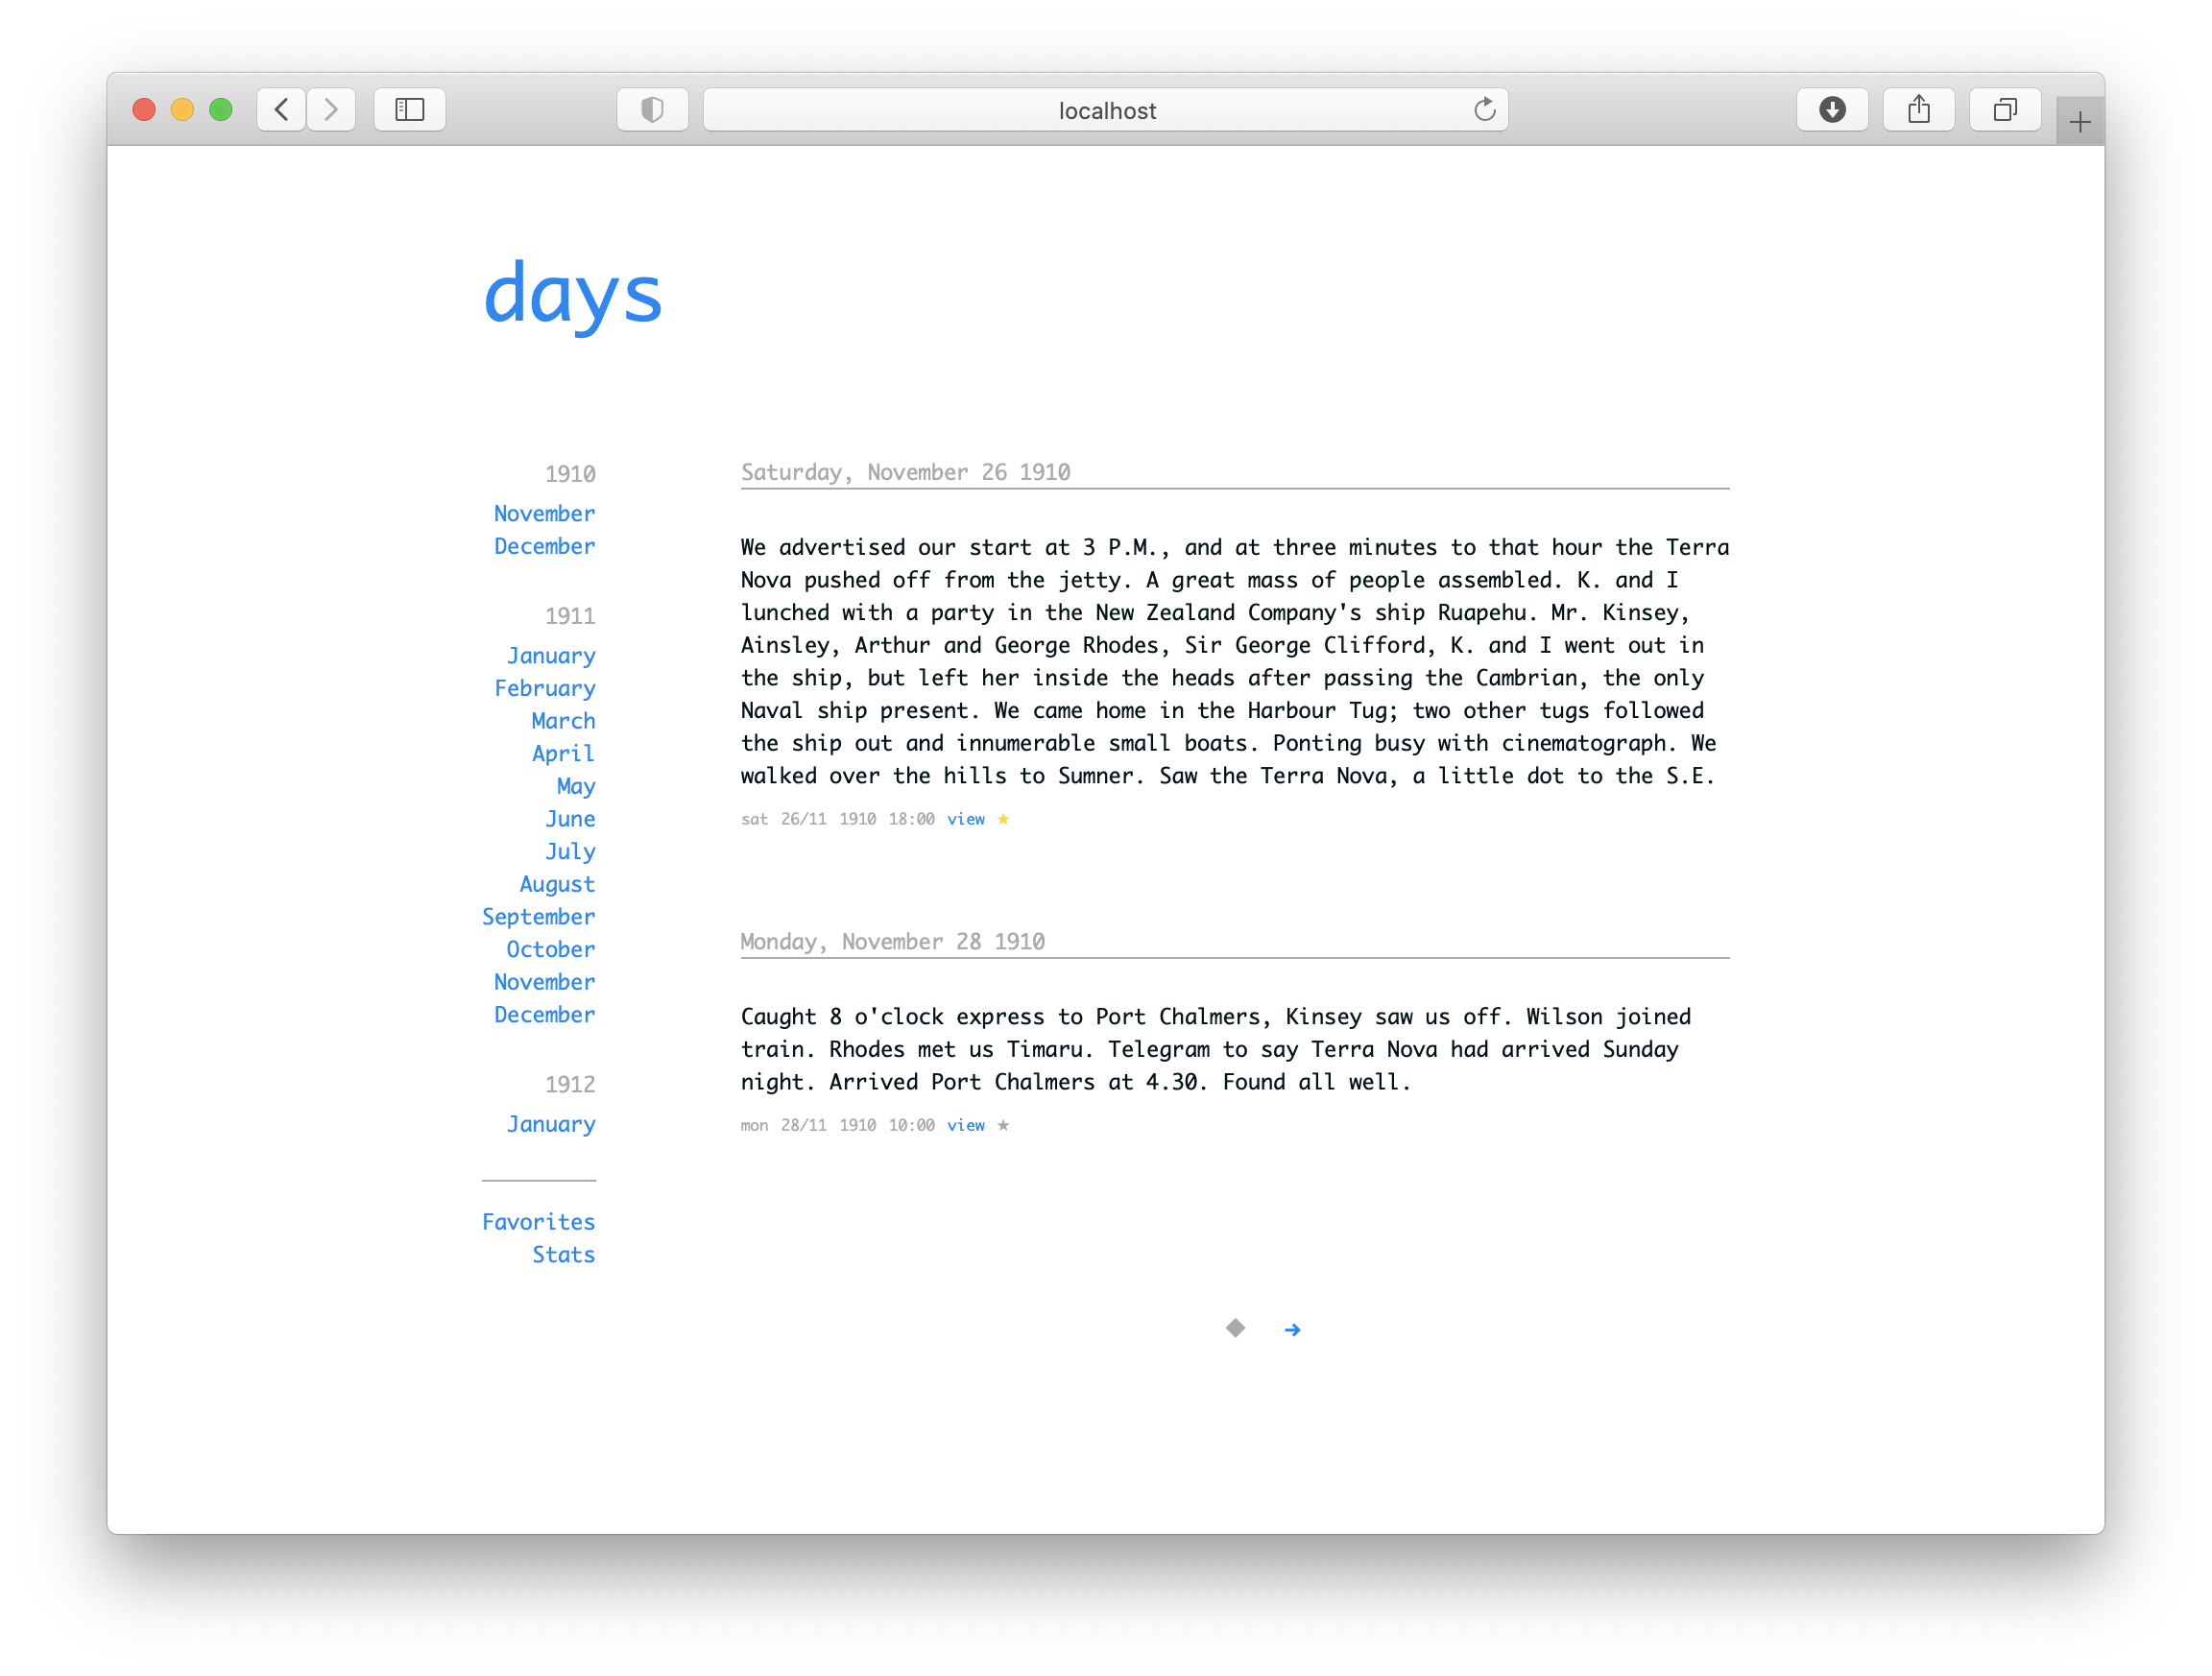 localhost
days
1910
November
December
1911
January
February
March
April
May
June
July
August
September
October
November
December
1912
January
Favorites
Stats
Saturday, November 26 1910
We advertised our start at 3 P.M., and at three minutes to that hour the Terra
Nova pushed off from the jetty. A great mass of people assembled. K. and I
lunched with a party in the New Zealand Company's ship Ruapehu. Mr. Kinsey,
Ainsley, Arthur and George Rhodes, Sir George Clifford, K. and I went out in
the ship, but left her inside the heads after passing the Cambrian, the only
Naval ship present. We came home in the Harbour Tug; two other tugs followed
the ship out and innumerable small boats. Ponting busy with cinematograph. We
walked over the hills to Sumner. Saw the Terra Nova, a little dot to the S.E.
sat 26/11 1910 18:00 view ★
Monday, November 28 1910
Caught 8 o'clock express to Port Chalmers, Kinsey saw us off. Wilson joined
train. Rhodes met us Timaru. Telegram to say Terra Nova had arrived Sunday
night. Arrived Port Chalmers at 4.30. Found all well.
mon 28/11 1910 10:00 view ★
◆ →